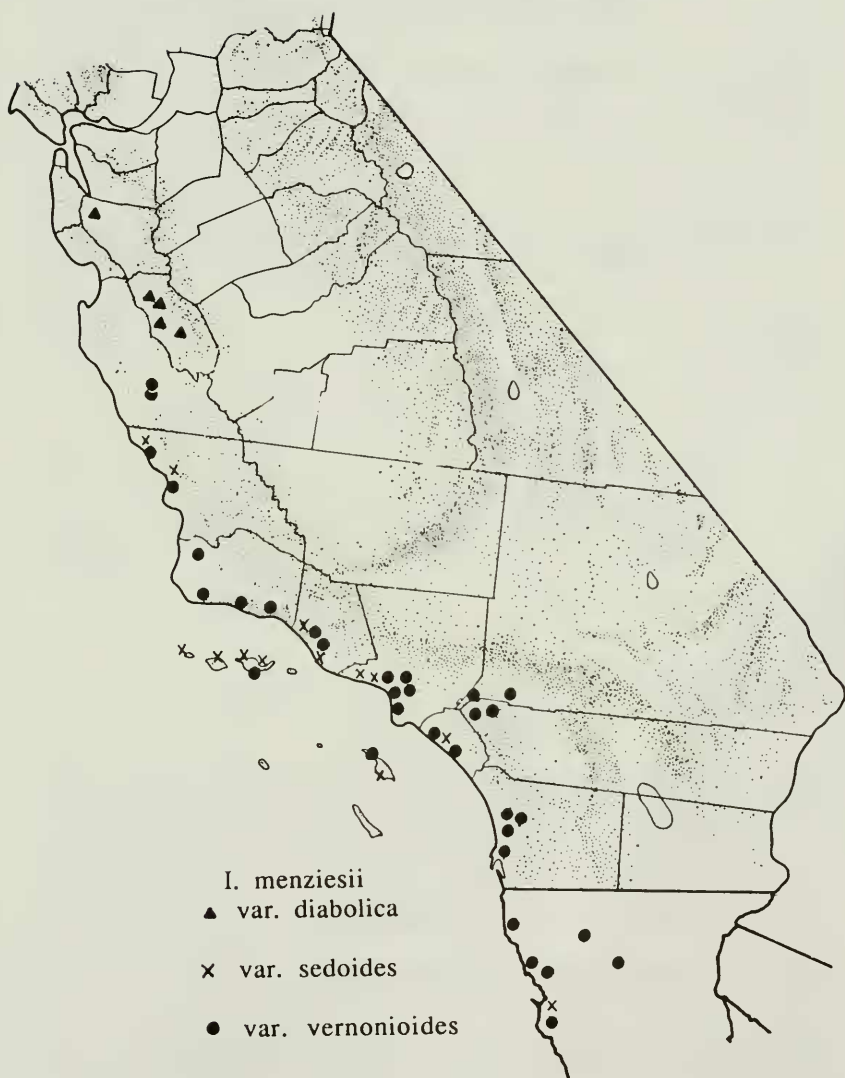 I. menziesii
var. diabolica
var. sedoides
var. vernonioides